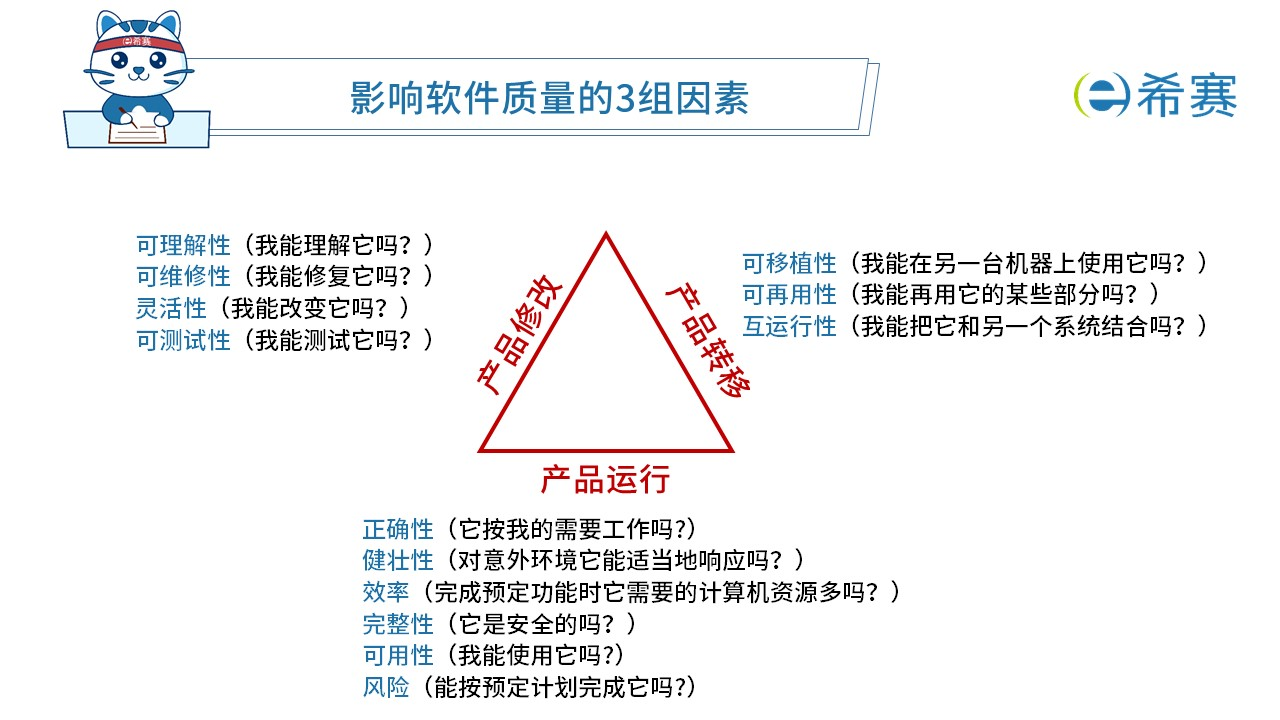 影响软件质量的3组因素
希赛
希赛
可理解性（我能理解它吗？）
可维修性（我能修复它吗？）
灵活性（我能改变它吗？）
可测试性（我能测试它吗？）
产品修改
产品转移
可移植性（我能在另一台机器上使用它吗？）
可再用性（我能再用它的某些部分吗？）
互运行性（我能把它和另一个系统结合吗？）
产品运行
正确性（它按我的需要工作吗?）
健壮性（对意外环境它能适当地响应吗？）
效率（完成预定功能时它需要的计算机资源多吗？）
完整性（它是安全的吗？）
可用性（我能使用它吗?）
风险（能按预定计划完成它吗?）